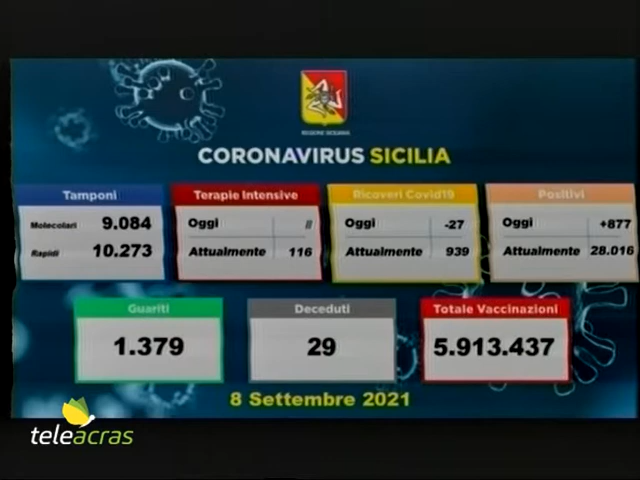 REGIONE SICILIANA
CORONAVIRUS SICILIA
Tamponi
Molecolari 9.084
Rapidi 10.273
Terapie Intensive
Oggi //
Attualmente 116
Ricoveri Covid19
Oggi -27
Attualmente 939
Positivi
Oggi +877
Attualmente 28.016
Guariti
1.379
Deceduti
29
Totale Vaccinazioni
5.913.437
8 Settembre 2021
teleacras